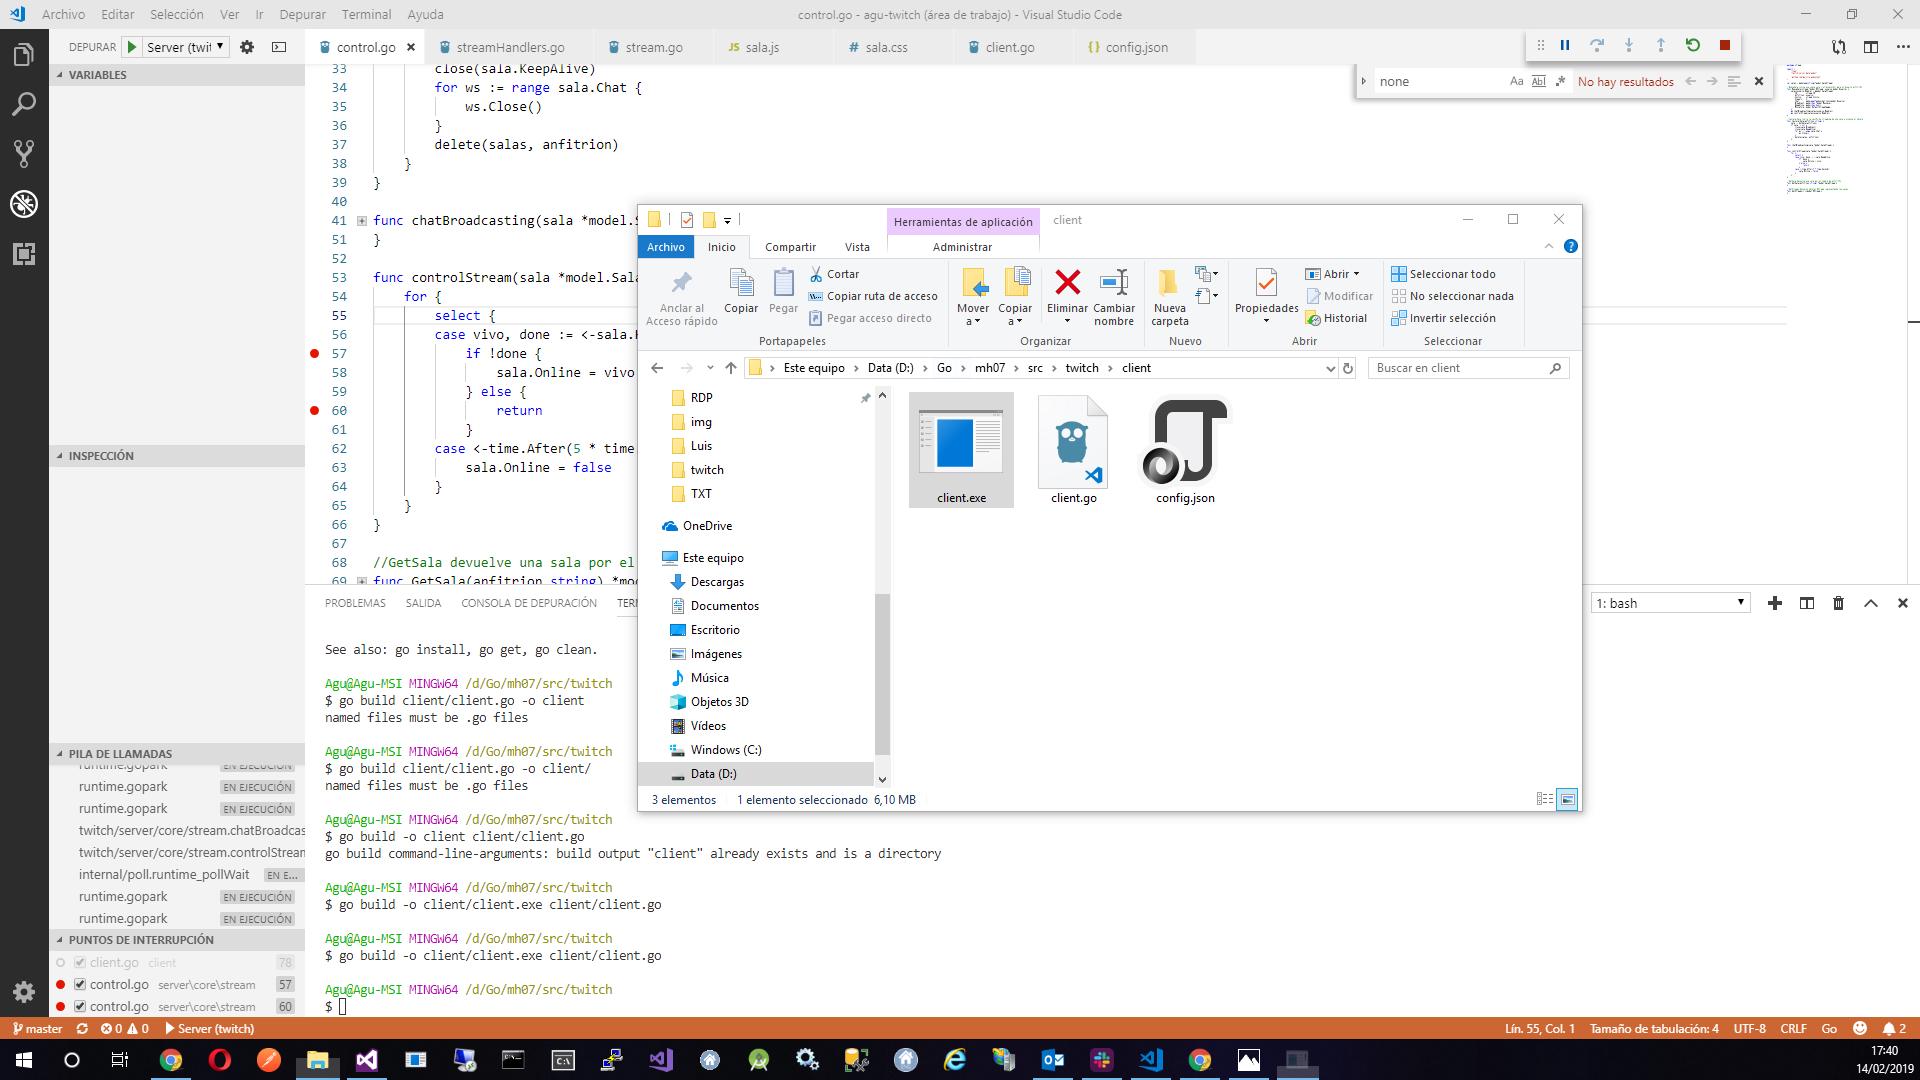 Archivo Editar Selección Ver Ir Depurar Terminal Ayuda
control.go - agu-twitch (área de trabajo) - Visual Studio Code
DEPURAR Server (twit
control.go streamHandlers.go stream.go JS sala.js # sala.css client.go {} config.json
VARIABLES
INSPECCIÓN
PILA DE LLAMADAS
runtime.gopark EN EJECUCIÓN
runtime.gopark EN EJECUCIÓN
runtime.gopark EN EJECUCIÓN
twitch/server/core/stream.chatBroadcas
twitch/server/core/stream.controlStrean
internal/poll.runtime_pollWait EN E...
runtime.gopark EN EJECUCIÓN
runtime.gopark EN EJECUCIÓN
PUNTOS DE INTERRUPCIÓN
client.go client 78
control.go server\core\stream 57
control.go server\core\stream 60
none Aa Abl .* No hay resultados
33 close(sala.KeepAlive)
34 for ws := range sala.Chat {
35 ws.Close()
36 }
37 delete(salas, anfitrion)
38 }
39 }
40
41 func chatBroadcasting(sala *model.S
51 }
52
53 func controlStream(sala *model.Sala
54 for {
55 select {
56 case vivo, done := <-sala.
57 if !done {
58 sala.Online = vivo
59 } else {
60 return
61 }
62 case <-time.After(5 * time
63 sala.Online = false
64 }
65 }
66 }
67
68 //GetSala devuelve una sala por el
69 func GetSala(anfitrion string) *mo
Herramientas de aplicación client
Archivo Inicio Compartir Vista Administrar
Anclar al Acceso rápido
Copiar
Pegar
Cortar
Copiar ruta de acceso
Pegar acceso directo
Portapapeles
Mover a
Copiar a
Eliminar
Cambiar nombre
Organizar
Nueva carpeta
Nuevo
Propiedades
Abrir
Modificar
Historial
Abrir
Seleccionar todo
No seleccionar nada
Invertir selección
Seleccionar
Este equipo Data (D:) Go mh07 src twitch client
Buscar en client
RDP
img
Luis
twitch
TXT
OneDrive
Este equipo
Descargas
Documentos
Escritorio
Imágenes
Música
Objetos 3D
Vídeos
Windows (C:)
Data (D:)
client.exe client.go config.json
3 elementos 1 elemento seleccionado 6,10 MB
PROBLEMAS SALIDA CONSOLA DE DEPURACIÓN TER
1: bash
See also: go install, go get, go clean.
Agu@Agu-MSI MINGW64 /d/Go/mh07/src/twitch
$ go build client/client.go -o client
named files must be .go files
Agu@Agu-MSI MINGW64 /d/Go/mh07/src/twitch
$ go build client/client.go -o client/
named files must be .go files
Agu@Agu-MSI MINGW64 /d/Go/mh07/src/twitch
$ go build -o client client/client.go
go build command-line-arguments: build output "client" already exists and is a directory
Agu@Agu-MSI MINGW64 /d/Go/mh07/src/twitch
$ go build -o client/client.exe client/client.go
Agu@Agu-MSI MINGW64 /d/Go/mh07/src/twitch
$ go build -o client/client.exe client/client.go
Agu@Agu-MSI MINGW64 /d/Go/mh07/src/twitch
$
master 0 0 Server (twitch)
Lín. 55, Col. 1 Tamaño de tabulación: 4 UTF-8 CRLF Go 2
17:40
14/02/2019